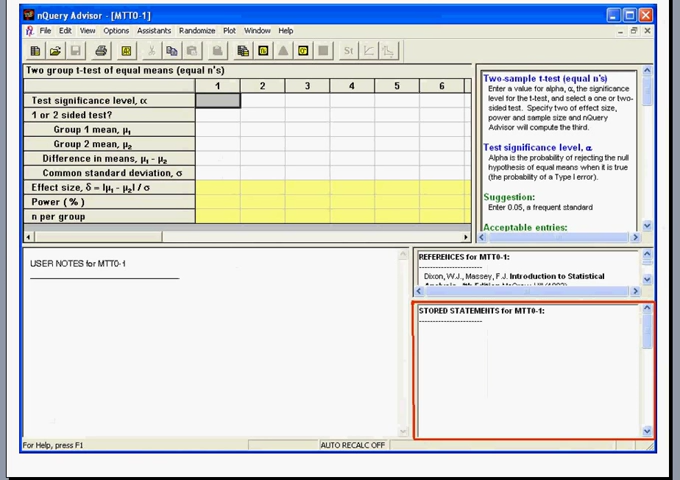 nQuery Advisor - [MTT0-1]
File Edit View Options Assistants Randomize Plot Window Help
Two group t-test of equal means (equal n's)
1 2 3 4 5 6
Test significance level, α
1 or 2 sided test?
Group 1 mean, μ₁
Group 2 mean, μ₂
Difference in means, μ₁ - μ₂
Common standard deviation, σ
Effect size, δ = |μ₁ - μ₂| / σ
Power ( % )
n per group
Two-sample t-test (equal n's)
Enter a value for alpha, α, the significance
level for the t-test, and select a one or two-
sided test. Specify two of effect size,
power and sample size and nQuery
Advisor will compute the third.
Test significance level, α
Alpha is the probability of rejecting the null
hypothesis of equal means when it is true
(the probability of a Type I error).
Suggestion:
Enter 0.05, a frequent standard
Acceptable entries:
USER NOTES for MTT0-1
REFERENCES for MTT0-1:
Dixon, W.J., Massey, F.J. Introduction to Statistical
STORED STATEMENTS for MTT0-1:
For Help, press F1
AUTO RECALC OFF